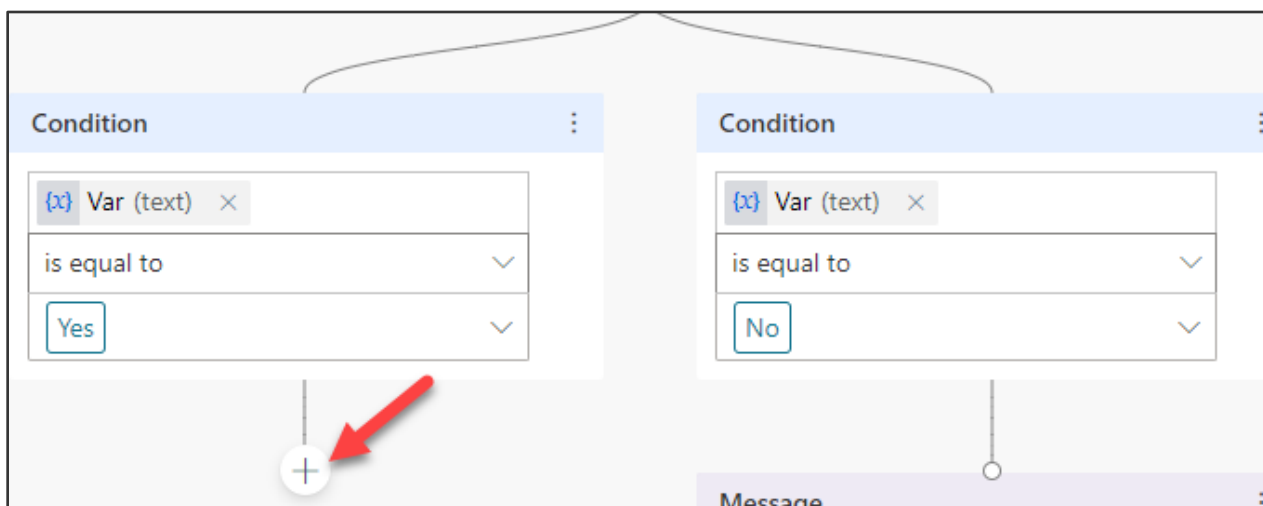 Condition
{x} Var (text) ×
is equal to
Yes
Condition
{x} Var (text) ×
is equal to
No
Message